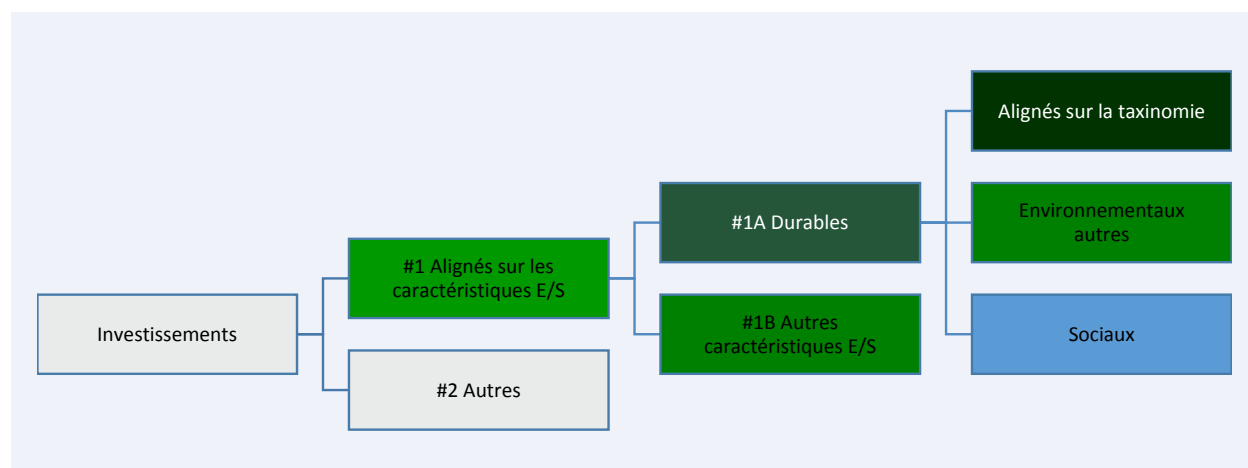 Investissements
#1 Alignés sur les
caractéristiques E/S
#2 Autres
#1A Durables
#1B Autres
caractéristiques E/S
Alignés sur la taxinomie
Environnementaux
autres
Sociaux